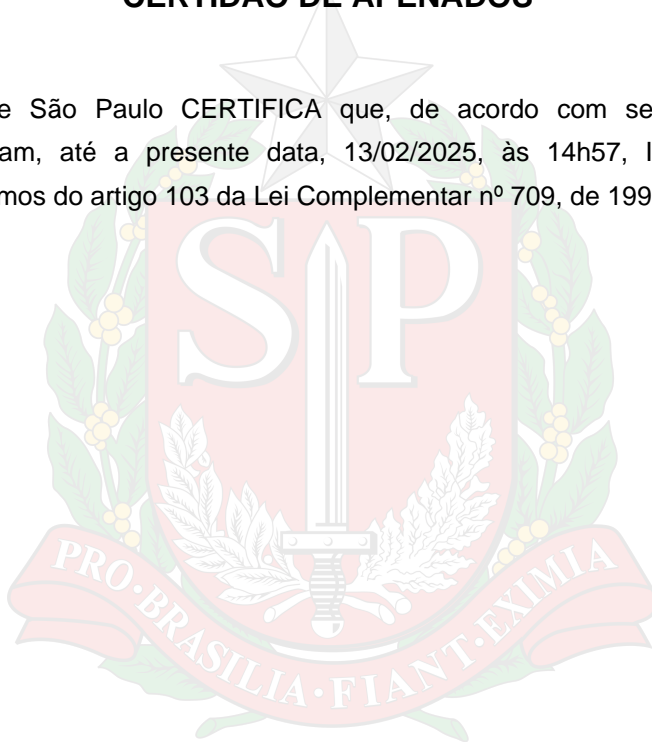 CERTIDÃO DE APENADOS
e São Paulo CERTIFICA que, de acordo com se
am, até a presente data, 13/02/2025, às 14h57, I
mos do artigo 103 da Lei Complementar nº 709, de 199
SP
PRO·BRASILIA·FIANT·EXIMIA